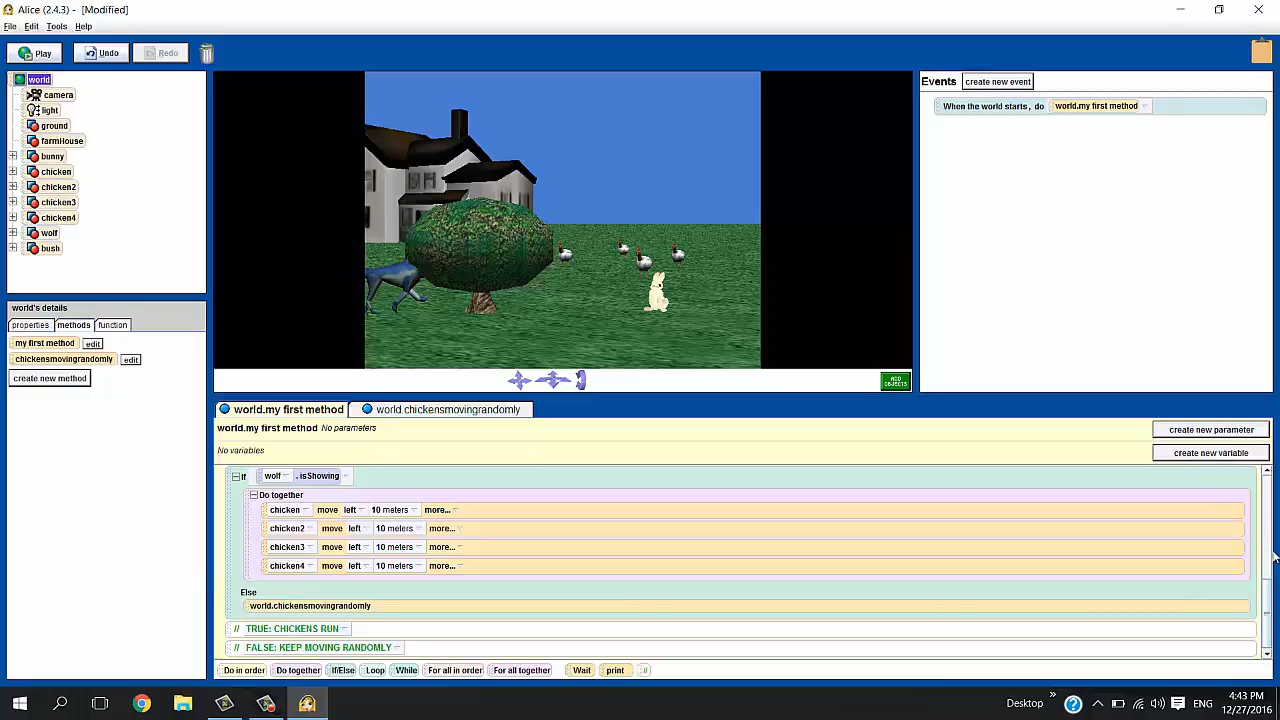 Alice (2.4.3) - [Modified]
File Edit Tools Help
Play Undo Redo
world
camera
light
ground
farmHouse
bunny
chicken
chicken2
chicken3
chicken4
wolf
bush
world's details
properties methods function
my first method edit
chickensmovingrandomly edit
create new method
ADD OBJECTS
Events create new event
When the world starts, do world.my first method
world.my first method world.chickensmovingrandomly
world.my first method No parameters
create new parameter
No variables
create new variable
If wolf .isShowing
Do together
chicken move left 10 meters more...
chicken2 move left 10 meters more...
chicken3 move left 10 meters more...
chicken4 move left 10 meters more...
Else
world.chickensmovingrandomly
// TRUE: CHICKENS RUN
// FALSE: KEEP MOVING RANDOMLY
Do in order Do together If/Else Loop While For all in order For all together Wait print //
Desktop ENG 4:43 PM
12/27/2016